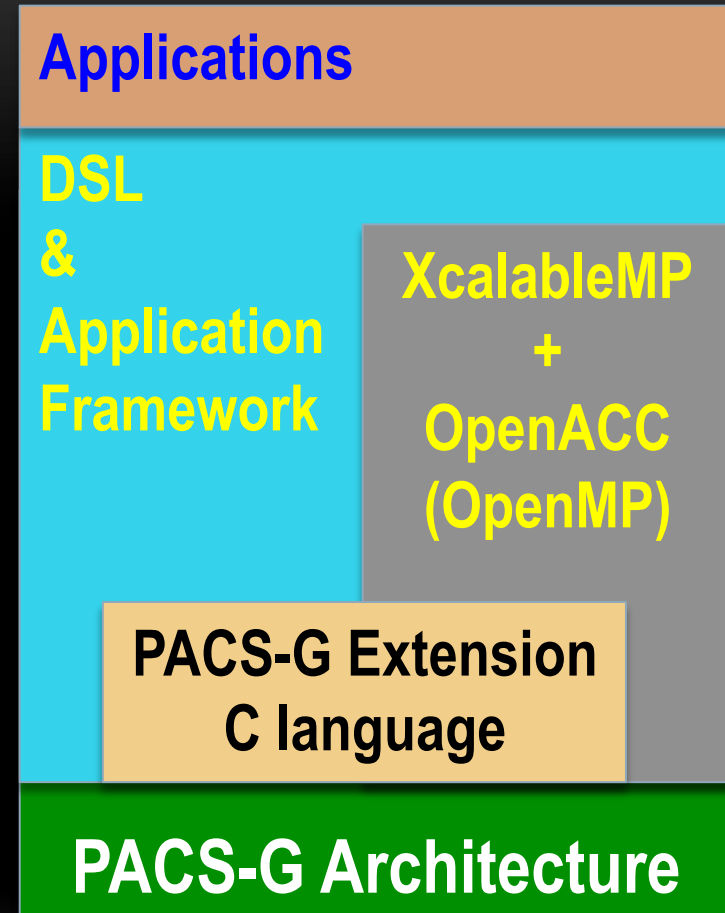 Applications
DSL
&
Application
Framework
XcalableMP
+
OpenACC
(OpenMP)
PACS-G Extension
C language
PACS-G Architecture